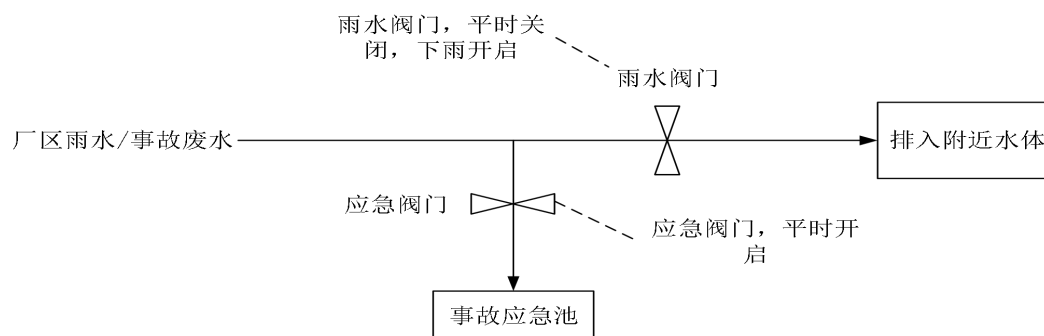 雨水阀门，平时关
闭，下雨开启
雨水阀门
厂区雨水/事故废水
排入附近水体
应急阀门
应急阀门，平时开
启
事故应急池